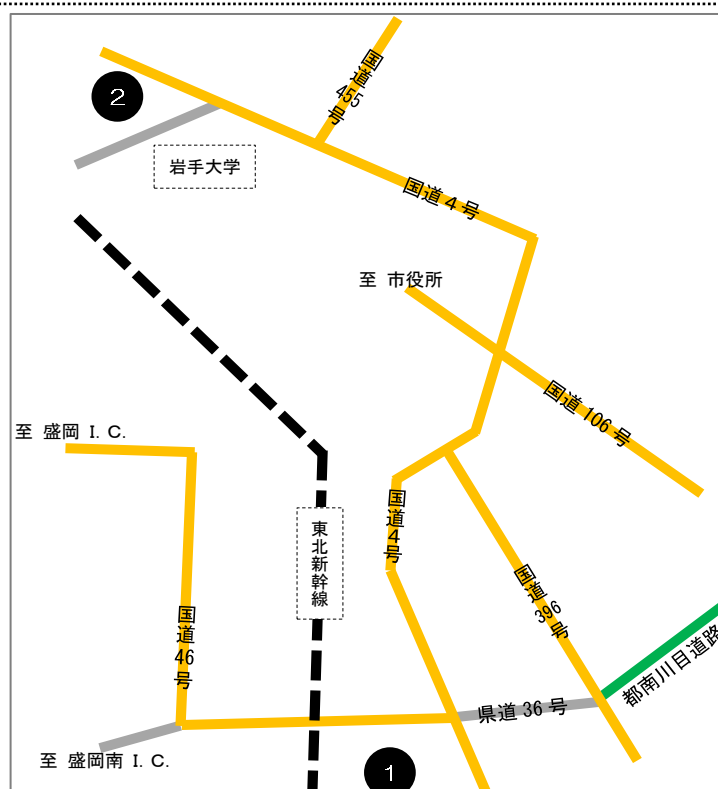 国道455号
2
岩手大学
国道4号
至 市役所
国道106号
至 盛岡 I.C.
国道4号
東北新幹線
国道396号
国道46号
都南川目道路
県道36号
至 盛岡南 I.C.
1